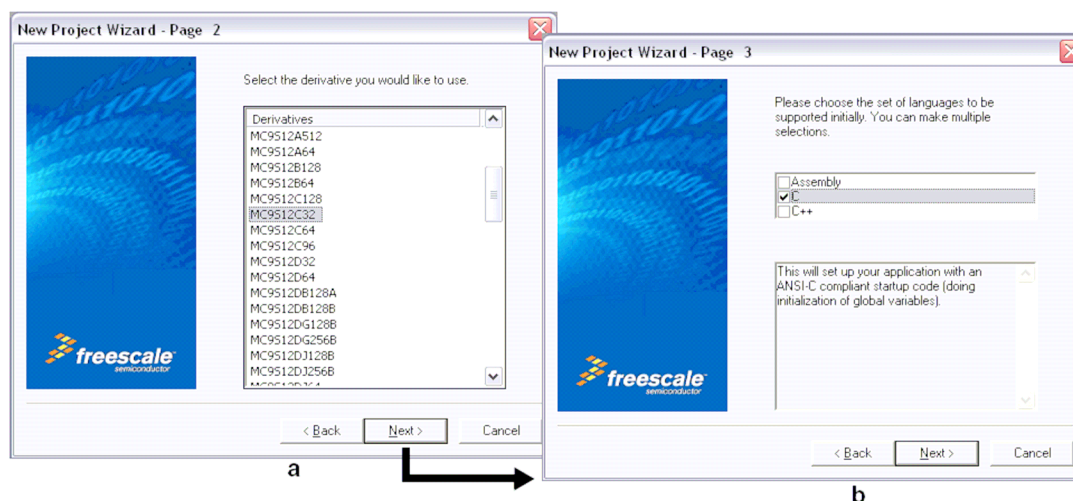 New Project Wizard - Page 2
Select the derivative you would like to use.
Derivatives
MC9S12A512
MC9S12A64
MC9S12B128
MC9S12B64
MC9S12C128
MC9S12C32
MC9S12C64
MC9S12C96
MC9S12D32
MC9S12D64
MC9S12DB128A
MC9S12DB128B
MC9S12DG128B
MC9S12DG256B
MC9S12DJ128B
MC9S12DJ256B
MC9S12DJ64
freescale™
semiconductor
< Back
Next >
Cancel
a
New Project Wizard - Page 3
Please choose the set of languages to be
supported initially. You can make multiple
selections.
Assembly
C
C++
This will set up your application with an
ANSI-C compliant startup code (doing
initialization of global variables).
freescale™
semiconductor
< Back
Next >
Cancel
b